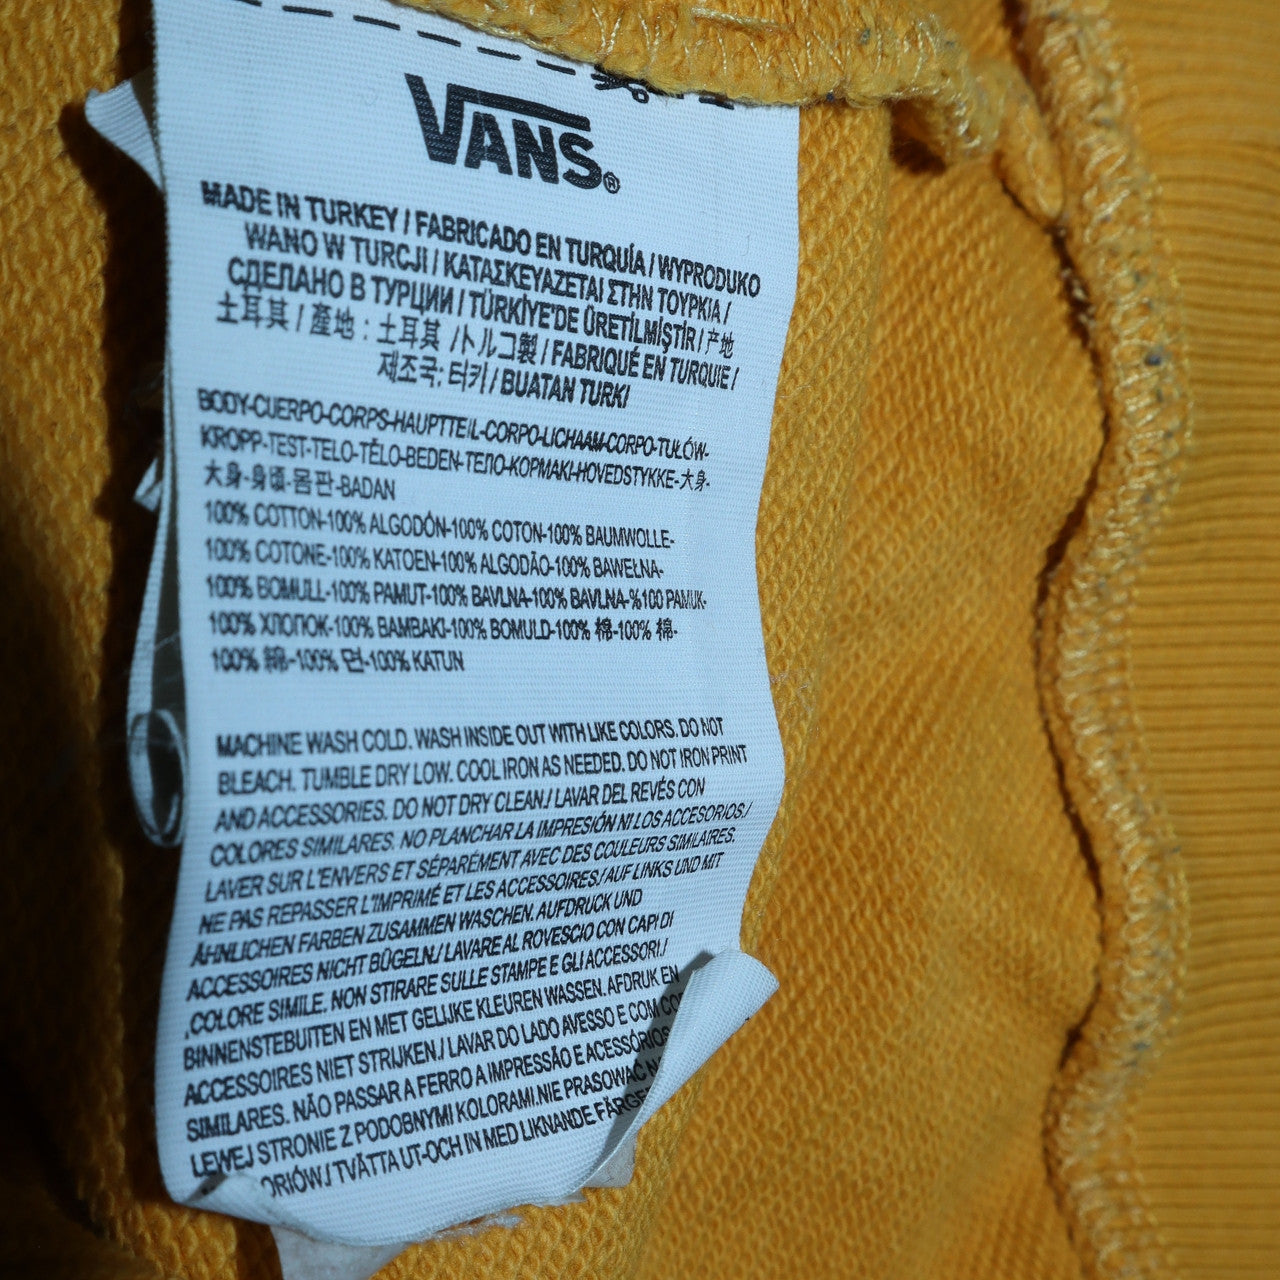 VANS®
MADE IN TURKEY / FABRICADO EN TURQUÍA / WYPRODUKO
WANO W TURCJI / ΚΑΤΑΣΚΕΥΑΖΕΤΑΙ ΣΤΗΝ ΤΟΥΡΚΙΑ /
СДЕЛАНО В ТУРЦИИ / TÜRKİYE'DE ÜRETİLMİŞTİR / 产地
土耳其 / 產地 : 土耳其 /トルコ製 / FABRIQUÉ EN TURQUIE /
제조국: 터키 / BUATAN TURKI
BODY-CUERPO-CORPS-HAUPTTEIL-CORPO-LICHAAM-CORPO-TUŁÓW-
KROPP-TEST-TELO-TĚLO-BEDEN-ТЕЛО-ΚΟΡΜΑΚΙ-HOVEDSTYKKE-大身-
大身-身頃-몸판-BADAN
100% COTTON-100% ALGODÓN-100% COTON-100% BAUMWOLLE-
100% COTONE-100% KATOEN-100% ALGODÃO-100% BAWEŁNA-
100% BOMULL-100% PAMUT-100% BAVLNA-100% BAVLNA-%100 PAMUK-
100% ХЛОПОК-100% ΒΑΜΒΑΚΙ-100% BOMULD-100% 棉-100% 棉-
100% 綿-100% 면-100% KATUN
MACHINE WASH COLD. WASH INSIDE OUT WITH LIKE COLORS. DO NOT
BLEACH. TUMBLE DRY LOW. COOL IRON AS NEEDED. DO NOT IRON PRINT
AND ACCESSORIES. DO NOT DRY CLEAN./ LAVAR DEL REVÉS CON
COLORES SIMILARES. NO PLANCHAR LA IMPRESIÓN NI LOS ACCESORIOS./
LAVER SUR L'ENVERS ET SÉPARÉMENT AVEC DES COULEURS SIMILAIRES.
NE PAS REPASSER L'IMPRIMÉ ET LES ACCESSOIRES./ AUF LINKS UND MIT
ÄHNLICHEN FARBEN ZUSAMMEN WASCHEN. AUFDRUCK UND
ACCESSOIRES NICHT BÜGELN./ LAVARE AL ROVESCIO CON CAPI DI
,COLORE SIMILE. NON STIRARE SULLE STAMPE E GLI ACCESSORI./
BINNENSTEBUITEN EN MET GELIJKE KLEUREN WASSEN. AFDRUK EN
ACCESSOIRES NIET STRIJKEN./ LAVAR DO LADO AVESSO E COM
SIMILARES. NÃO PASSAR A FERRO A IMPRESSÃO E ACESSÓRIOS
LEWEJ STRONIE Z PODOBNYMI KOLORAMI.NIE PRASOWAĆ
ORIÓW./ TVÄTTA UT-OCH IN MED LIKNANDE